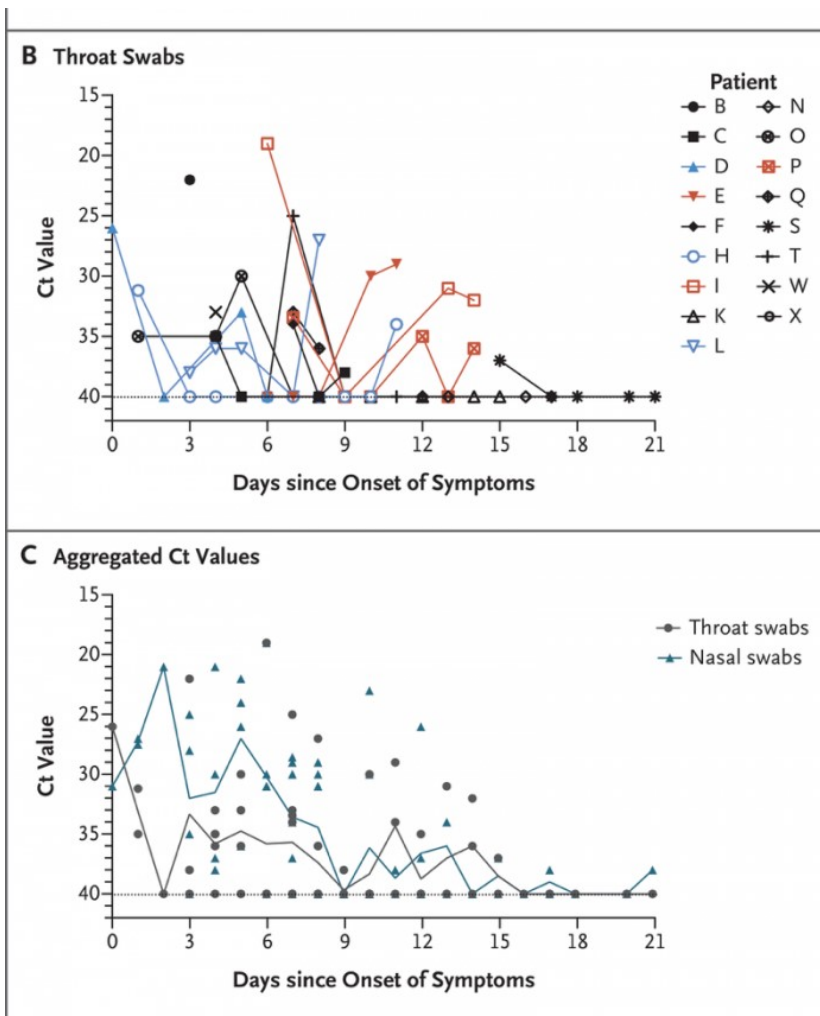 B Throat Swabs
Patient
B N
C O
D P
E Q
F S
H T
I W
K X
L
15
20
25
30
35
40
Ct Value
0 3 6 9 12 15 18 21
Days since Onset of Symptoms
C Aggregated Ct Values
Throat swabs
Nasal swabs
15
20
25
30
35
40
Ct Value
0 3 6 9 12 15 18 21
Days since Onset of Symptoms